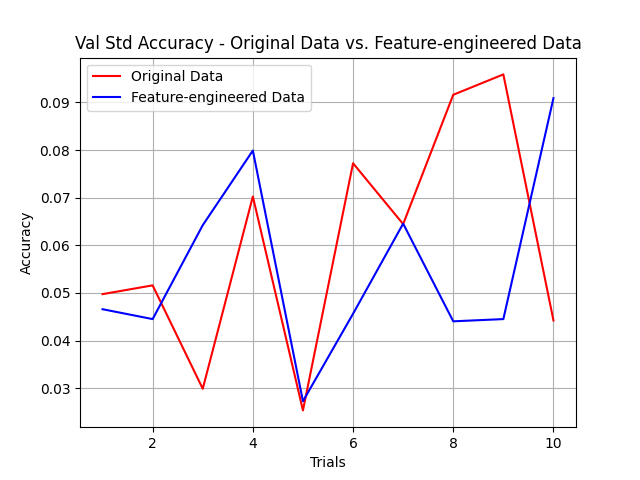 Val Std Accuracy - Original Data vs. Feature-engineered Data
Original Data
Feature-engineered Data
0.09
0.08
0.07
0.06
0.05
0.04
0.03
Accuracy
2 4 6 8 10
Trials